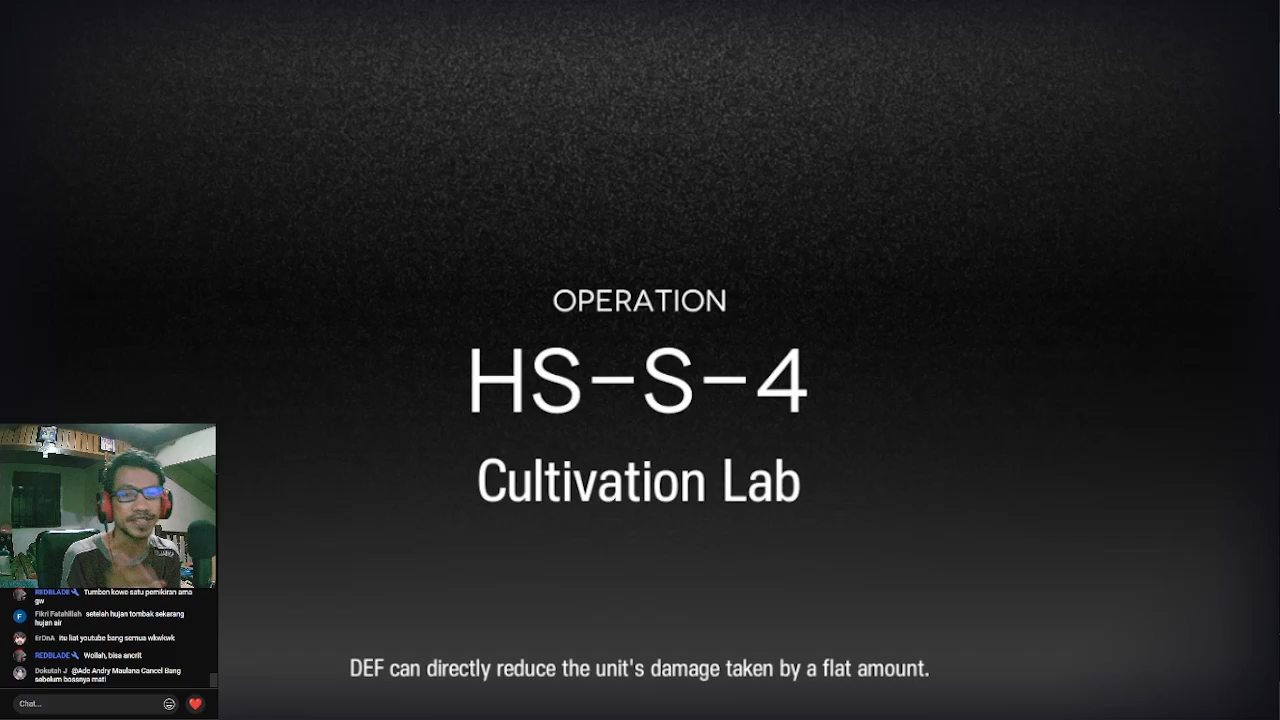 OPERATION
HS-S-4
Cultivation Lab
DEF can directly reduce the unit's damage taken by a flat amount.
REDBLADE Tumben kowe satu pemikiran ama
gw
Fikri Fatahillah setelah hujan tombak sekarang
hujan air
ErDnA itu liat youtube bang semua wkwkwk
REDBLADE Woilah, bisa ancrit
Dokutah J @Ade Andry Maulana Cancel Bang
sebelum bossnya mati
Chat...